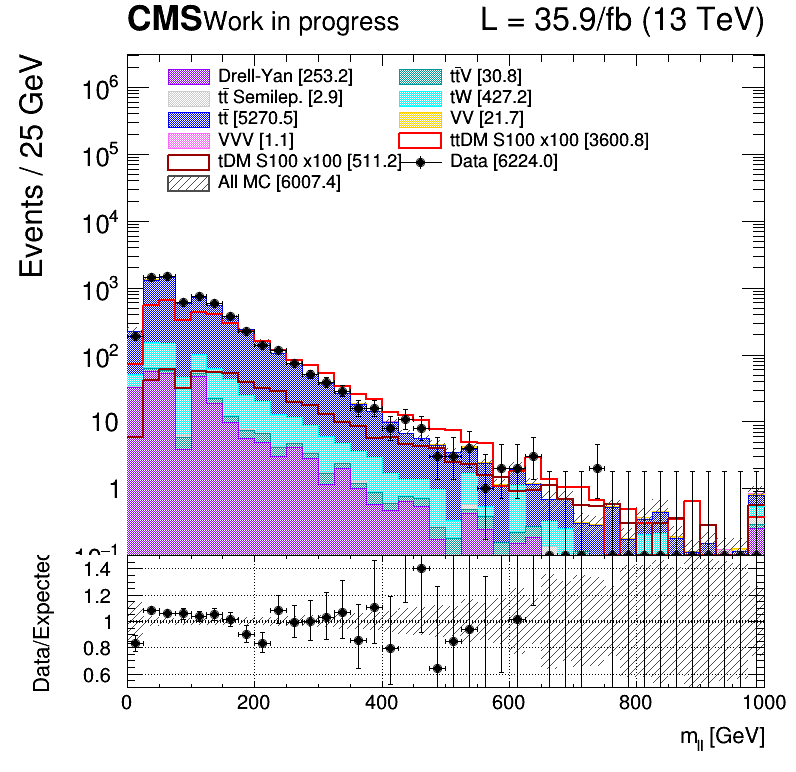 CMS Work in progress L = 35.9/fb (13 TeV)
Events / 25 GeV
10⁶
10⁵
10⁴
10³
10²
10
1
10⁻¹
Drell-Yan [253.2] tt̄V [30.8]
tt̄ Semilep. [2.9] tW [427.2]
tt̄ [5270.5] VV [21.7]
VVV [1.1] ttDM S100 x100 [3600.8]
tDM S100 x100 [511.2] Data [6224.0]
All MC [6007.4]
Data/Expected
1.4
1.2
1
0.8
0.6
0 200 400 600 800 1000
m_ll [GeV]